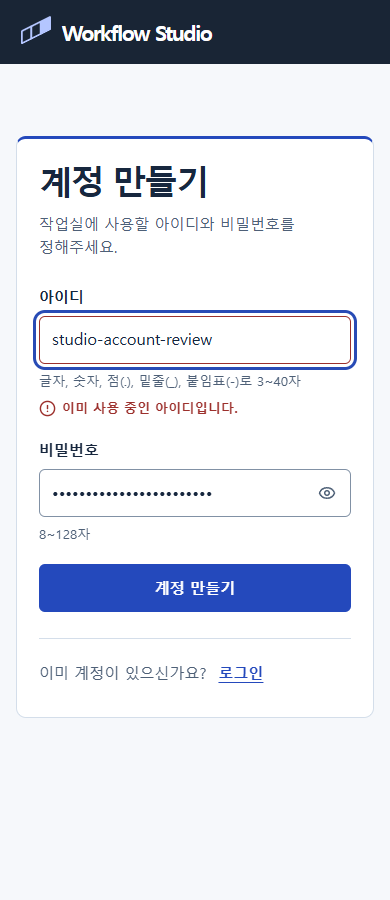 Workflow Studio
계정 만들기
작업실에 사용할 아이디와 비밀번호를
정해주세요.
아이디
studio-account-review
글자, 숫자, 점(.), 밑줄(_), 붙임표(-)로 3~40자
이미 사용 중인 아이디입니다.
비밀번호
••••••••••••••••••••••••
8~128자
계정 만들기
이미 계정이 있으신가요? 로그인